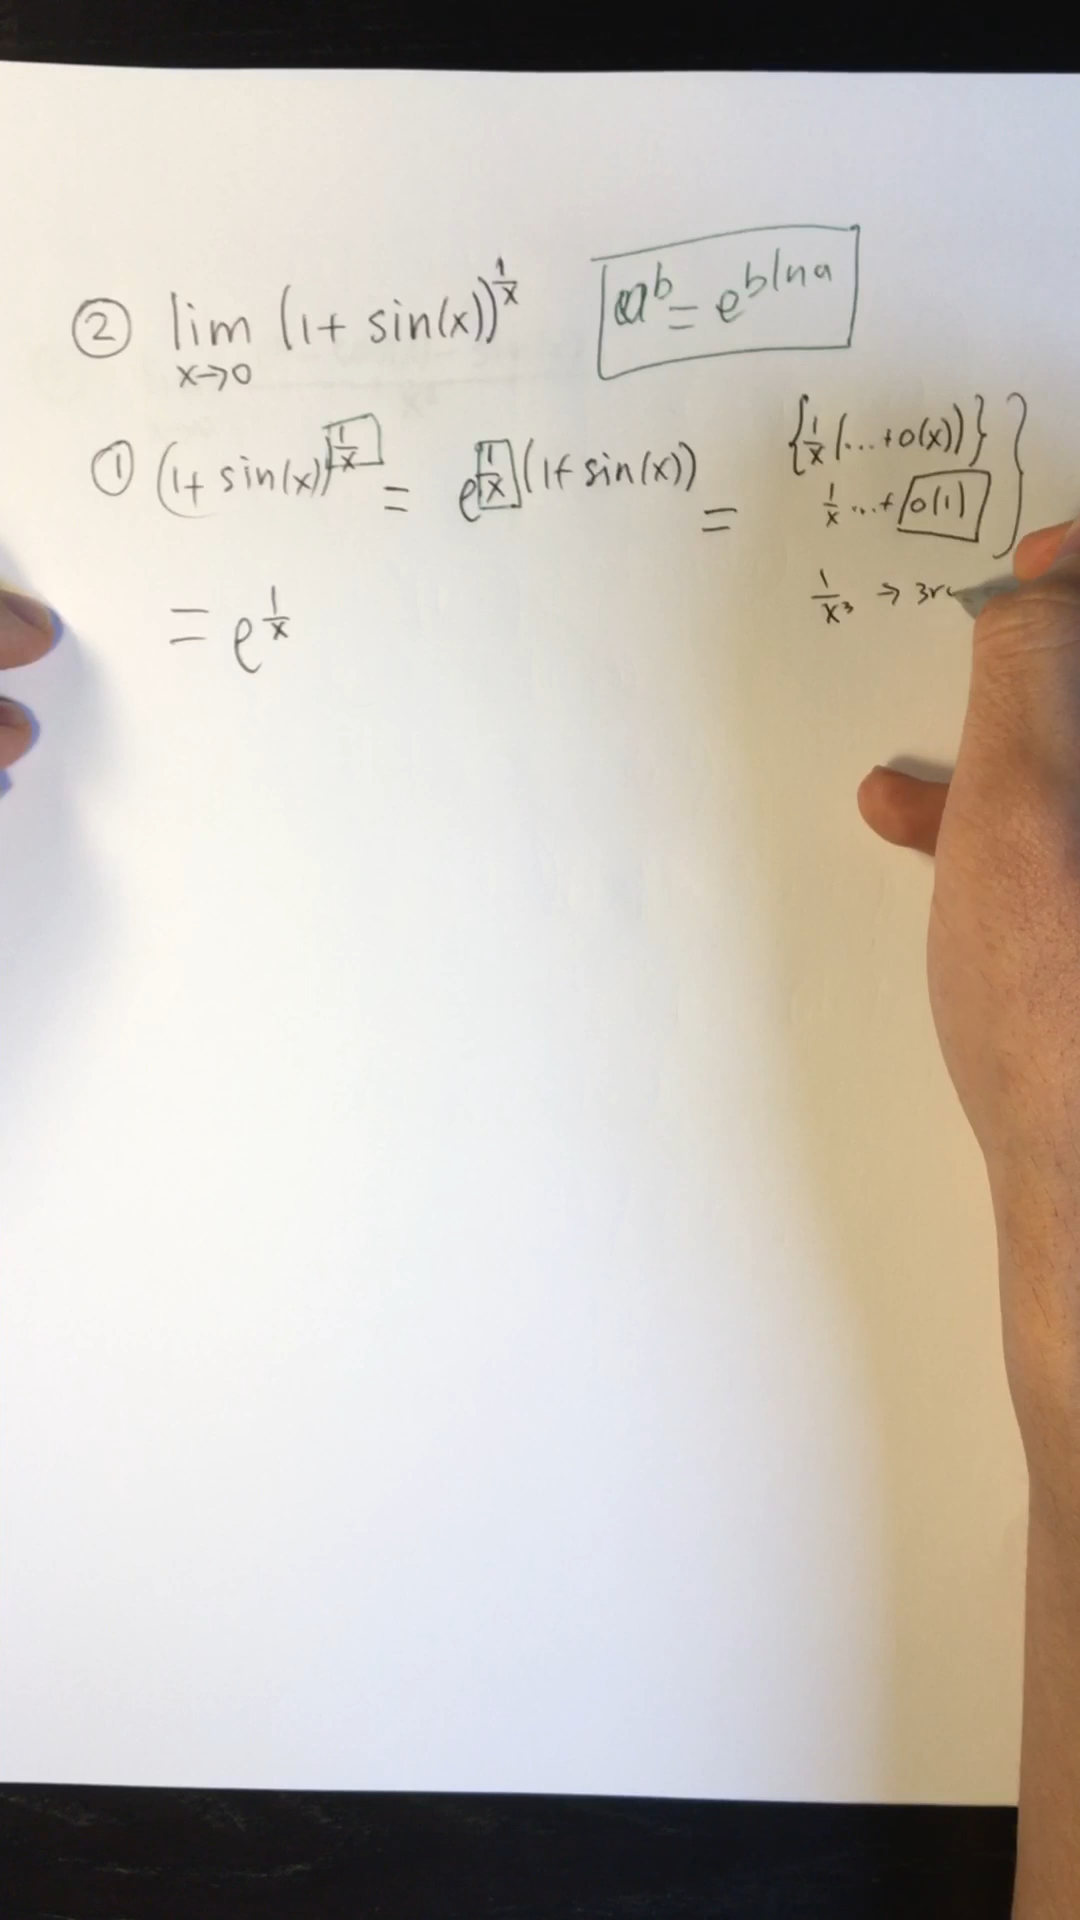 ② lim (1+ sin(x))^(1/x)
x→0
a^b = e^(b ln a)
① (1+ sin(x))^(1/x) = e^(1/x) (1+ sin(x)) =
{1/x (...+o(x))}
1/x ...+ o(1)
1/x³ → 3r
= e^(1/x)